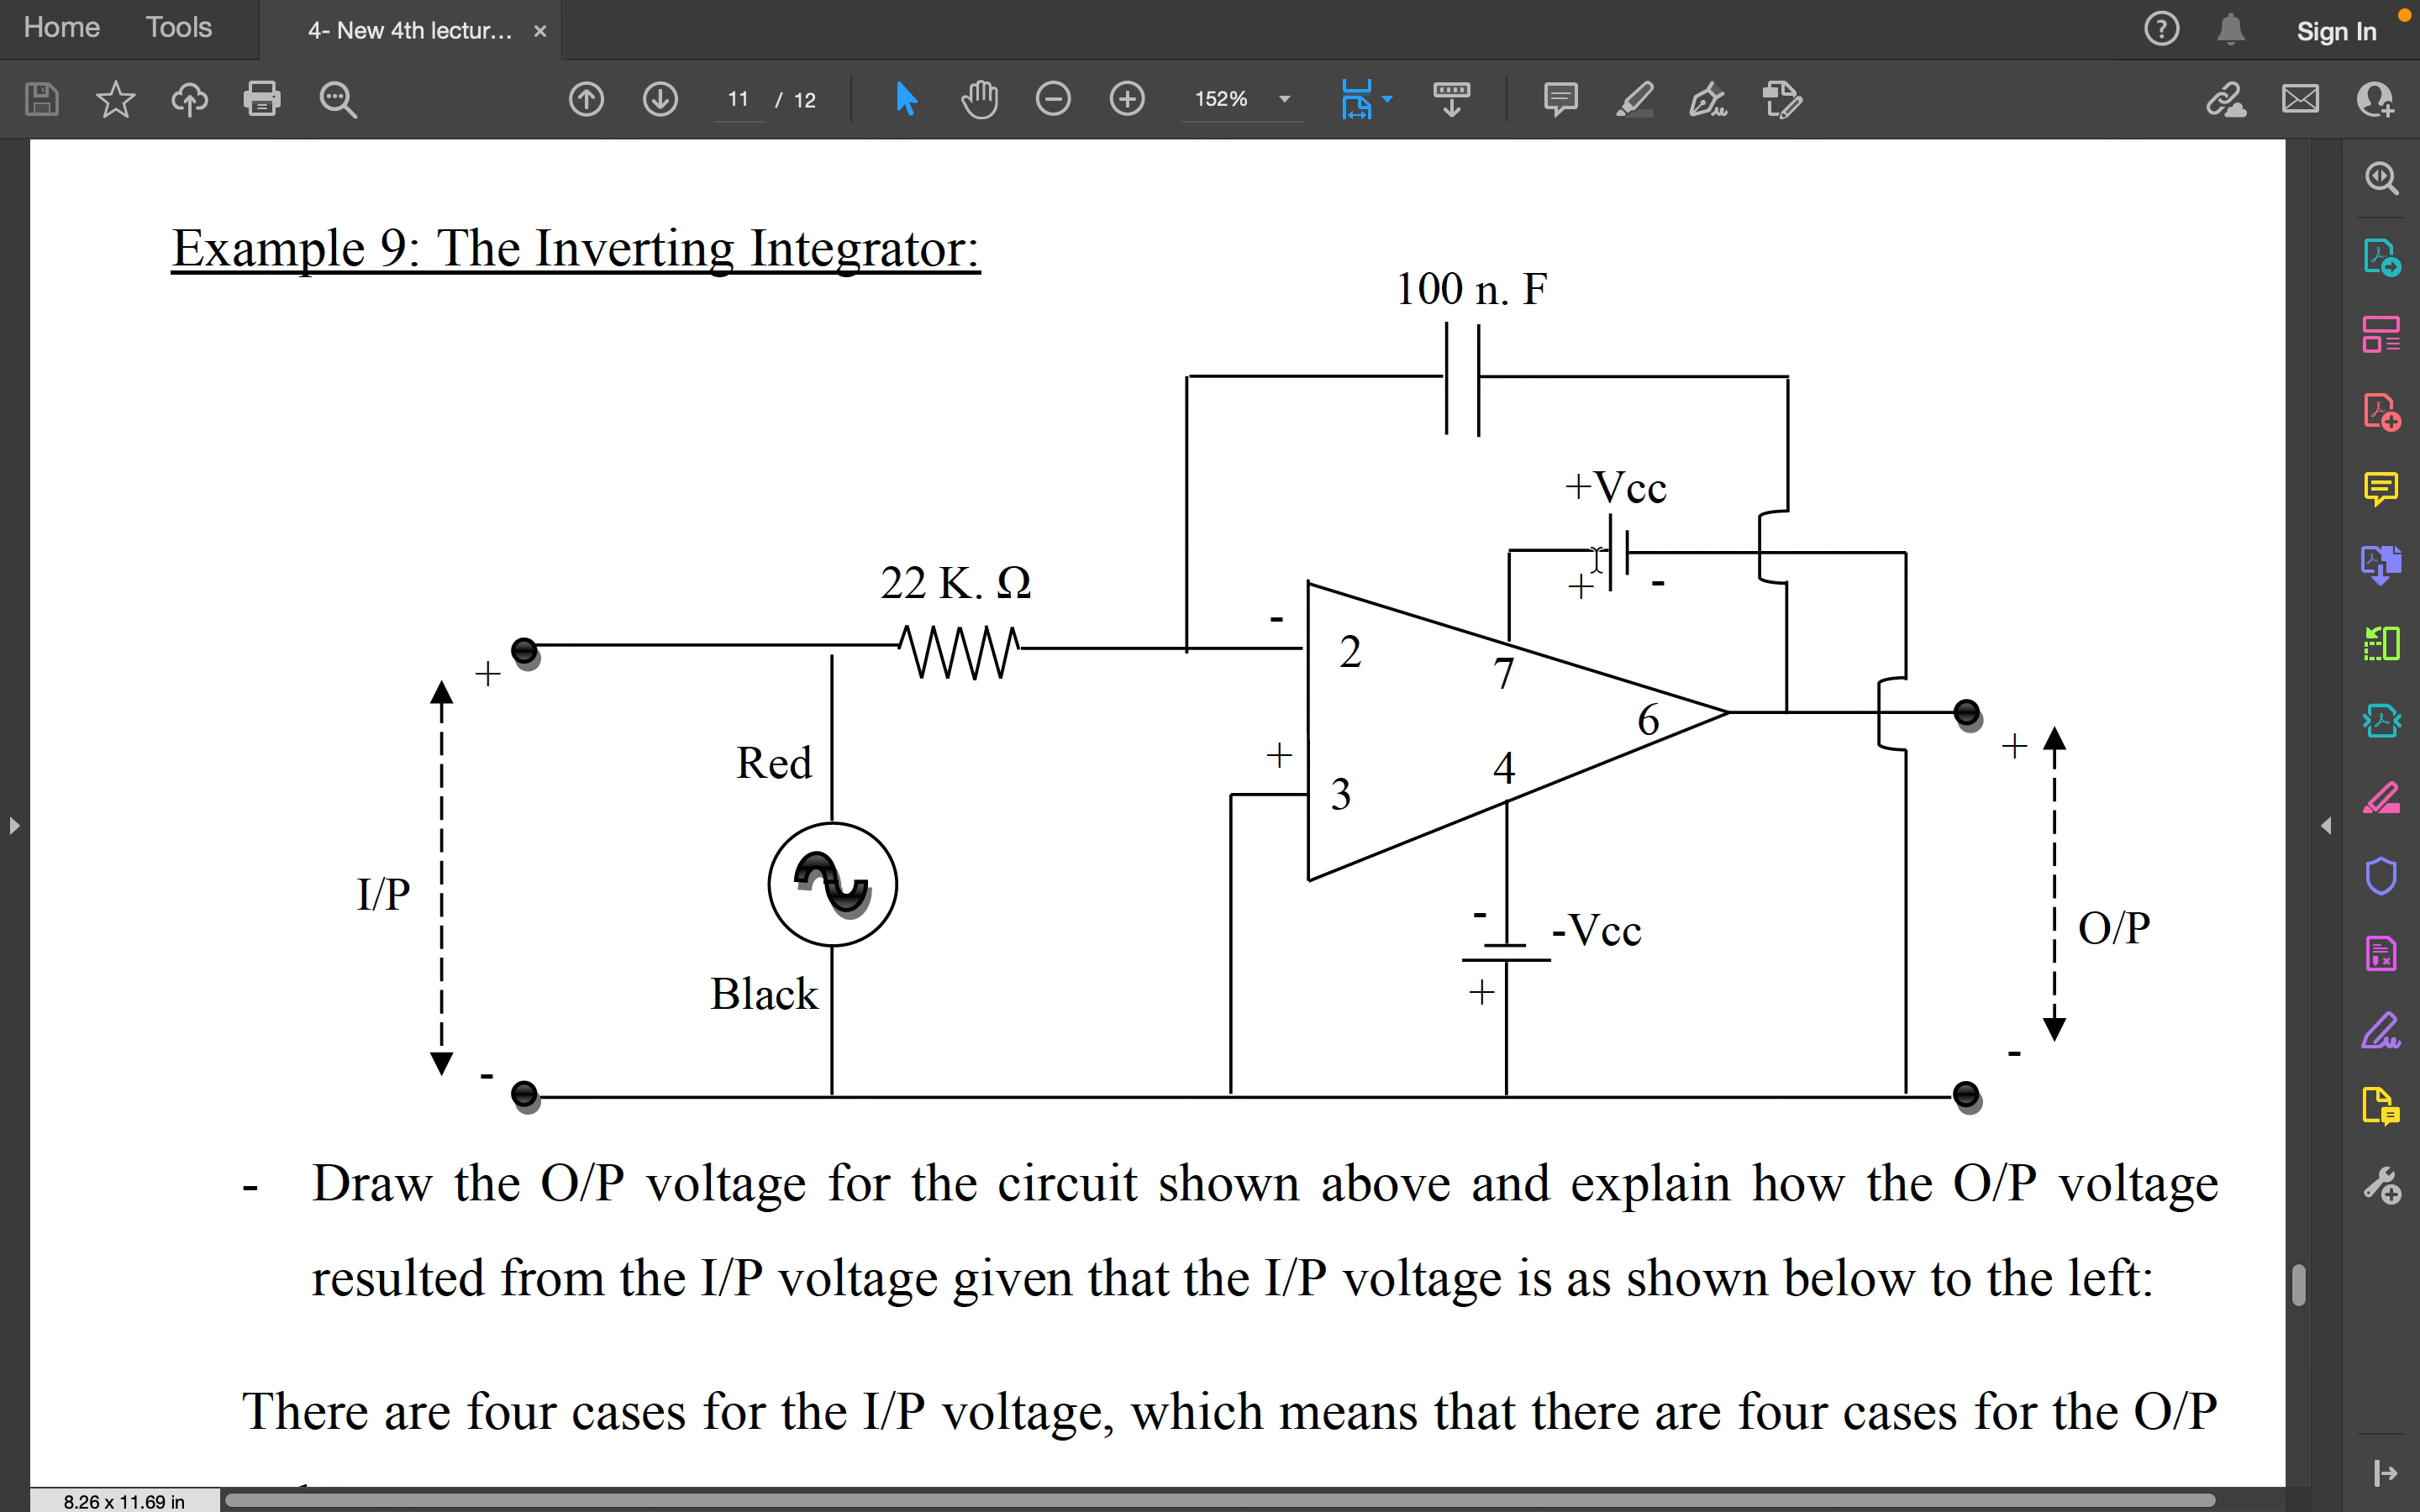 Home Tools 4- New 4th lectur... × Sign In
11 / 12 152%
Example 9: The Inverting Integrator:
100 n. F
+Vcc
+ -
22 K. Ω
- 2
7
+
6
+
Red
+
4
3
I/P
- -Vcc
O/P
Black
+
-
-
- Draw the O/P voltage for the circuit shown above and explain how the O/P voltage
resulted from the I/P voltage given that the I/P voltage is as shown below to the left:
There are four cases for the I/P voltage, which means that there are four cases for the O/P
8.26 x 11.69 in